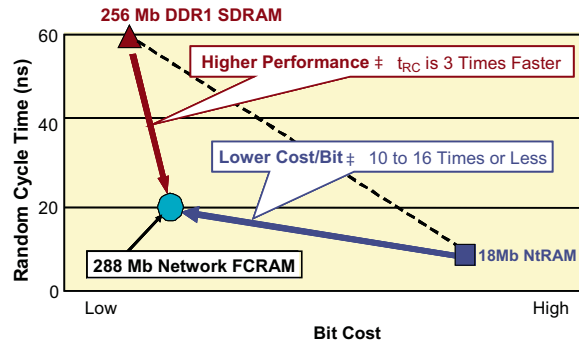 256 Mb DDR1 SDRAM
60
Higher Performance ‡ tRC is 3 Times Faster
40
Lower Cost/Bit ‡ 10 to 16 Times or Less
20
288 Mb Network FCRAM
18Mb NtRAM
0
Low
High
Bit Cost
Random Cycle Time (ns)